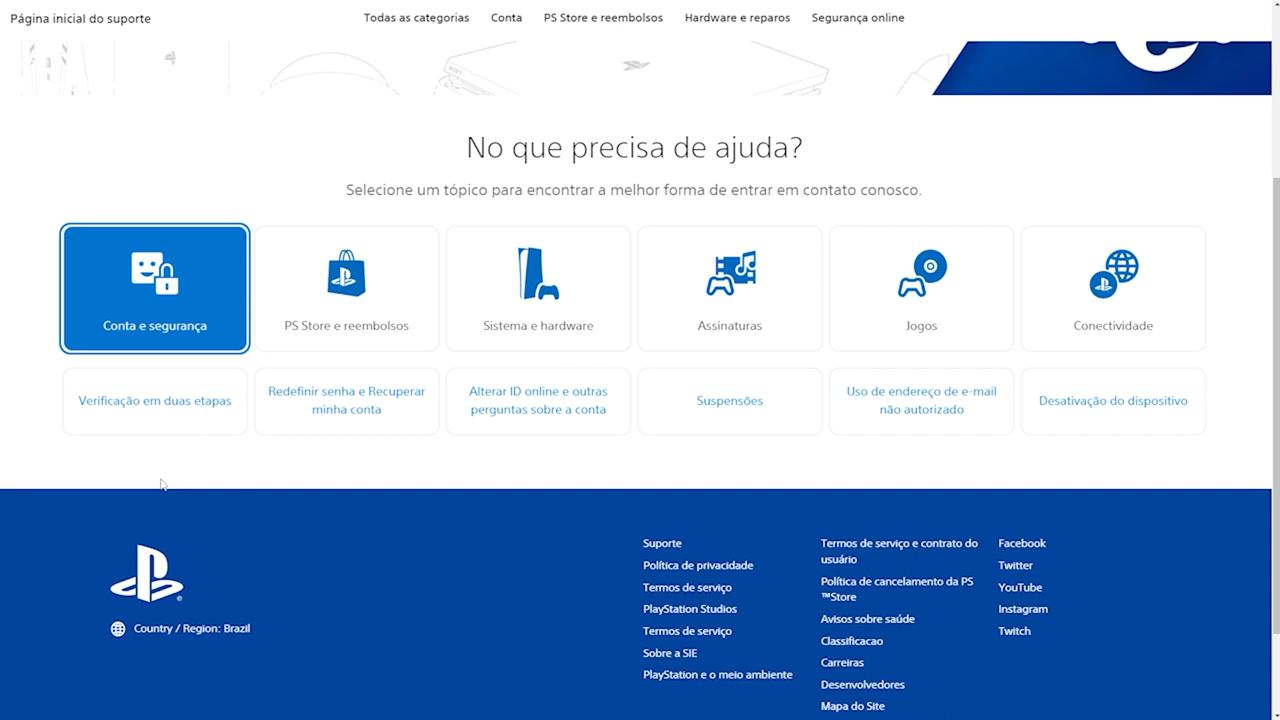 Página inicial do suporte
Todas as categorias
Conta
PS Store e reembolsos
Hardware e reparos
Segurança online
No que precisa de ajuda?
Selecione um tópico para encontrar a melhor forma de entrar em contato conosco.
Conta e segurança
PS Store e reembolsos
Sistema e hardware
Assinaturas
Jogos
Conectividade
Verificação em duas etapas
Redefinir senha e Recuperar
minha conta
Alterar ID online e outras
perguntas sobre a conta
Suspensões
Uso de endereço de e-mail
não autorizado
Desativação do dispositivo
Country / Region: Brazil
Suporte
Política de privacidade
Termos de serviço
PlayStation Studios
Termos de serviço
Sobre a SIE
PlayStation e o meio ambiente
Termos de serviço e contrato do
usuário
Política de cancelamento da PS
™Store
Avisos sobre saúde
Classificacao
Carreiras
Desenvolvedores
Mapa do Site
Facebook
Twitter
YouTube
Instagram
Twitch